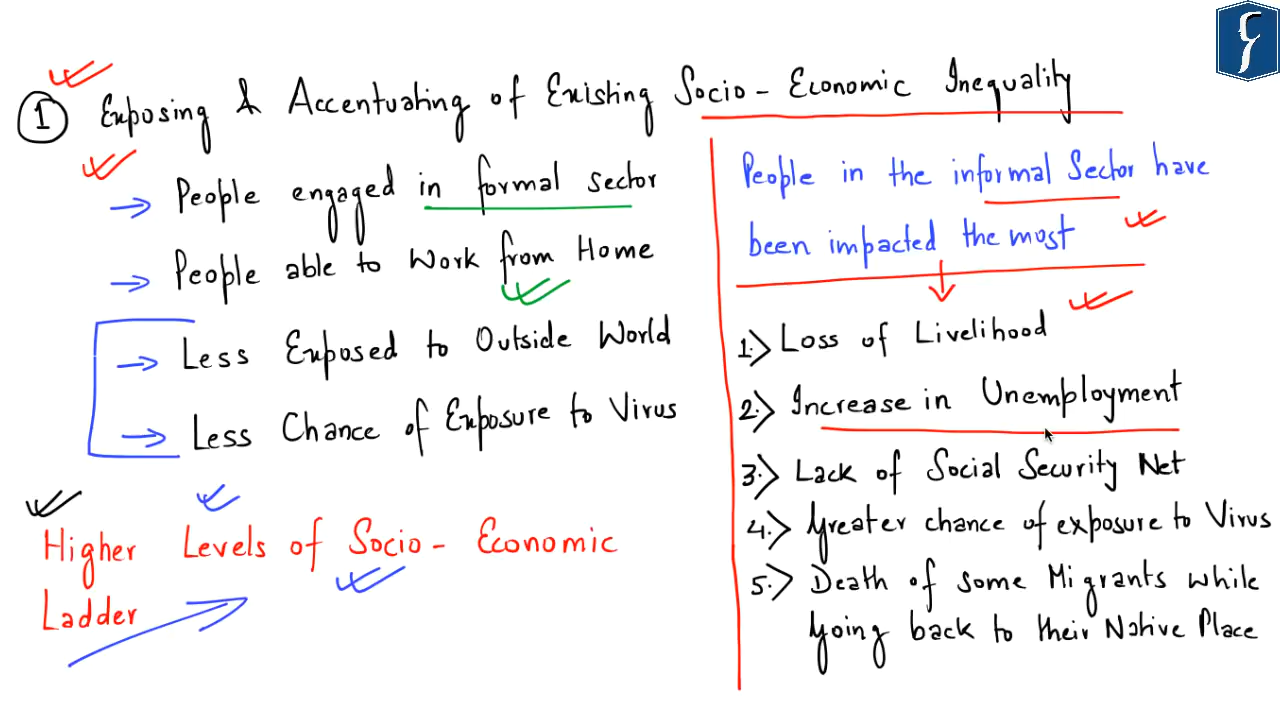 1 Exposing & Accentuating of Existing Socio - Economic Inequality
→ People engaged in formal sector
→ People able to Work from Home
→ Less Exposed to Outside World
→ Less Chance of Exposure to Virus
Higher Levels of Socio - Economic
Ladder
People in the informal Sector have
been impacted the most
1.> Loss of Livelihood
2.> Increase in Unemployment
3.> Lack of Social Security Net
4.> Greater chance of exposure to Virus
5.> Death of some Migrants while
going back to their Native Place